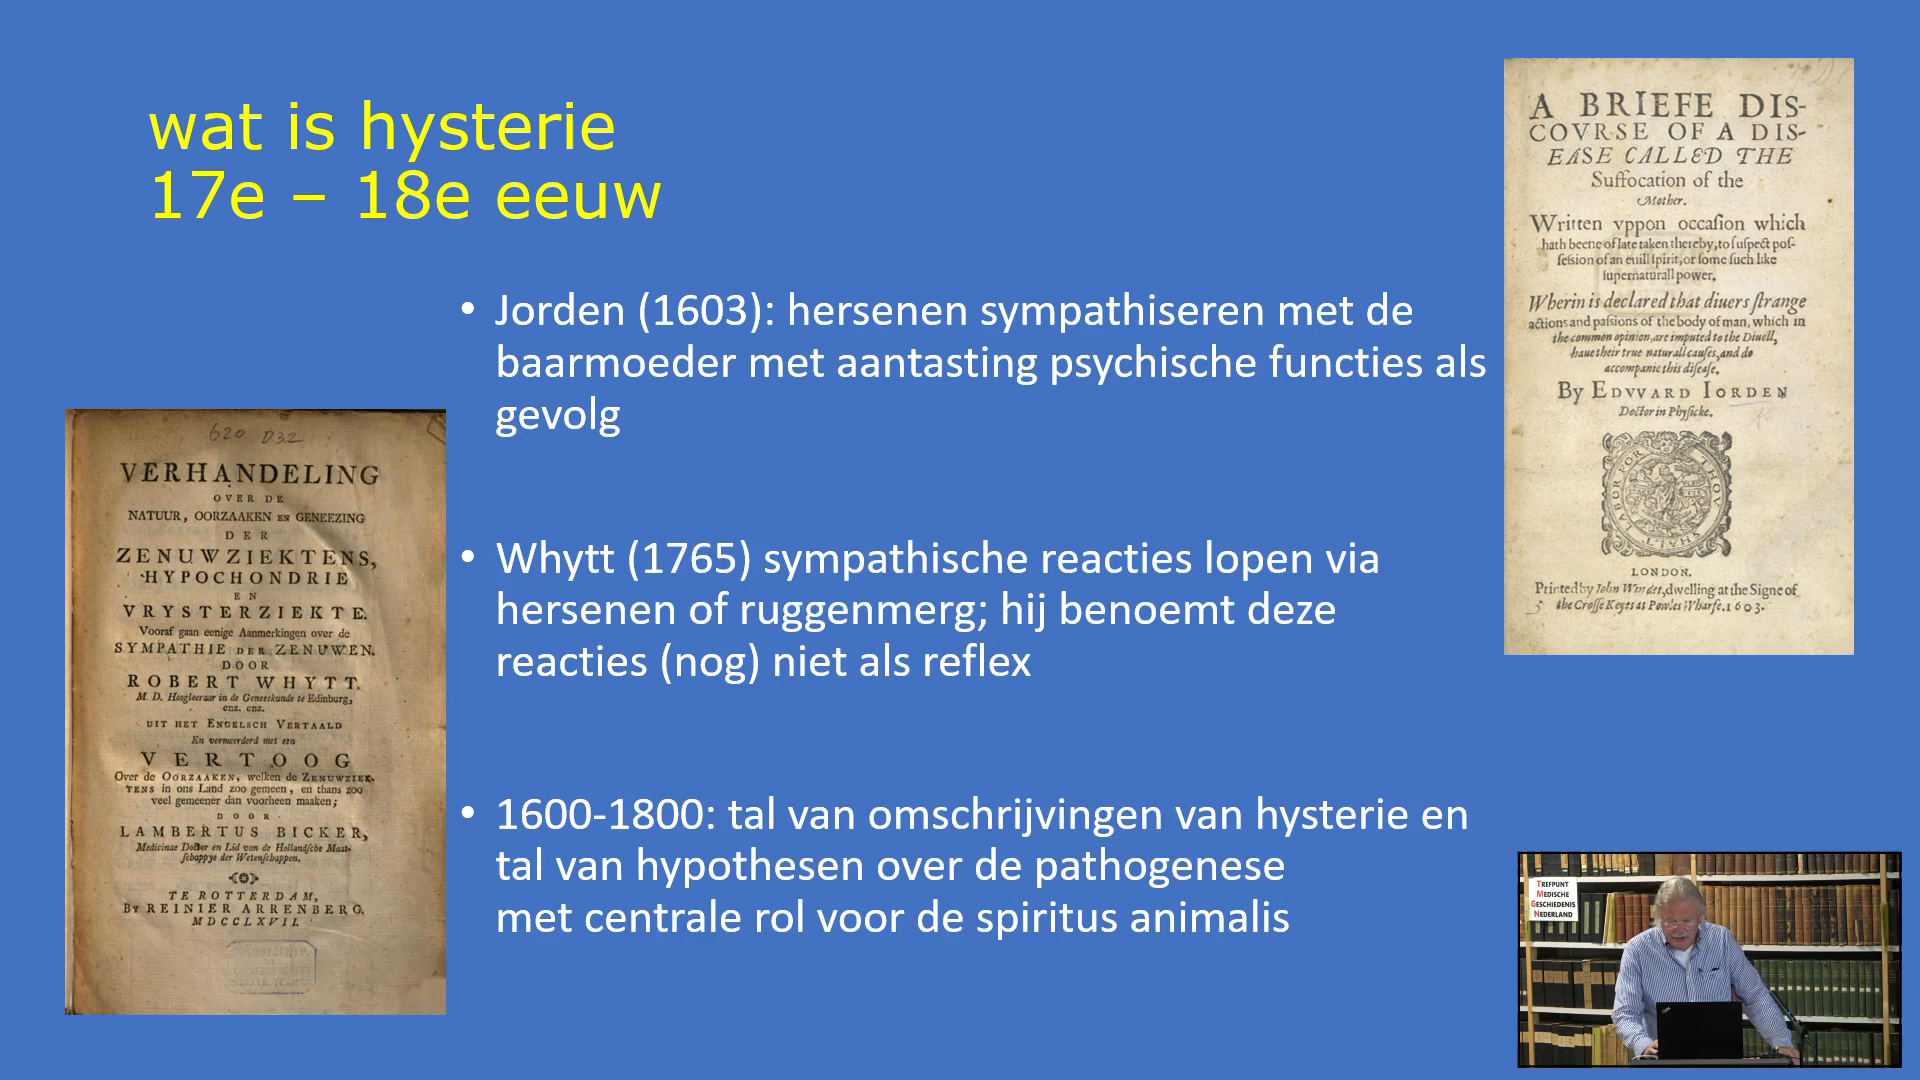 wat is hysterie
17e – 18e eeuw
• Jorden (1603): hersenen sympathiseren met de
baarmoeder met aantasting psychische functies als
gevolg
• Whytt (1765) sympathische reacties lopen via
hersenen of ruggenmerg; hij benoemt deze
reacties (nog) niet als reflex
• 1600-1800: tal van omschrijvingen van hysterie en
tal van hypothesen over de pathogenese
met centrale rol voor de spiritus animalis
620 D32
VERHANDELING
OVER DE
NATUUR, OORZAAKEN EN GENEEZING
DER
ZENUWZIEKTENS,
HYPOCHONDRIE
EN
VRYSTERZIEKTE.
Vooraf gaan eenige Aanmerkingen over de
SYMPATHIE DER ZENUWEN.
DOOR
ROBERT WHYTT.
M. D. Hoogleeraar in de Geneeskunde te Edinburg,
enz. enz.
UIT HET ENGELSCH VERTAALD
En vermeerderd met een
VERTOOG
Over de OORZAAKEN, welken de ZENUWZIEK-
TENS in ons Land zoo gemeen, en thans zoo
veel gemeener dan voorheen maaken;
DOOR
LAMBERTUS BICKER,
Medicinae Doctor en Lid van de Hollandsche Maat-
schappye der Wetenschappen.
TE ROTTERDAM,
By REINIER ARRENBERG.
MDCCLXVII.
A BRIEFE DIS-
COVRSE OF A DIS-
EASE CALLED THE
Suffocation of the
Mother.
Written vppon occaſion which
hath beene of late taken thereby, to ſuſpect poſ-
ſeſsion of an euill ſpirit, or ſome ſuch like
ſupernaturall power.
Wherin is declared that diuers ſtrange
actions and paſsions of the body of man, which in
the common opinion, are imputed to the Diuell,
haue their true naturall cauſes, and do
accompanie this diſeaſe.
By EDVVARD IORDEN
Doctor in Phyſicke.
LONDON.
Printed by Iohn Windet, dwelling at the Signe of
the Croſſe Keyes at Powles Wharfe. 1603.
TREFPUNT
MEDISCHE
GESCHIEDENIS
NEDERLAND